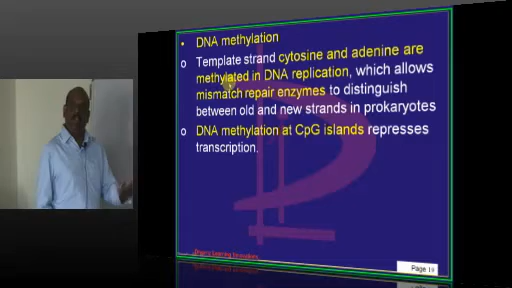 • DNA methylation
o Template strand cytosine and adenine are
methylated in DNA replication, which allows
mismatch repair enzymes to distinguish
between old and new strands in prokaryotes
o DNA methylation at CpG islands represses
transcription.
Page 19